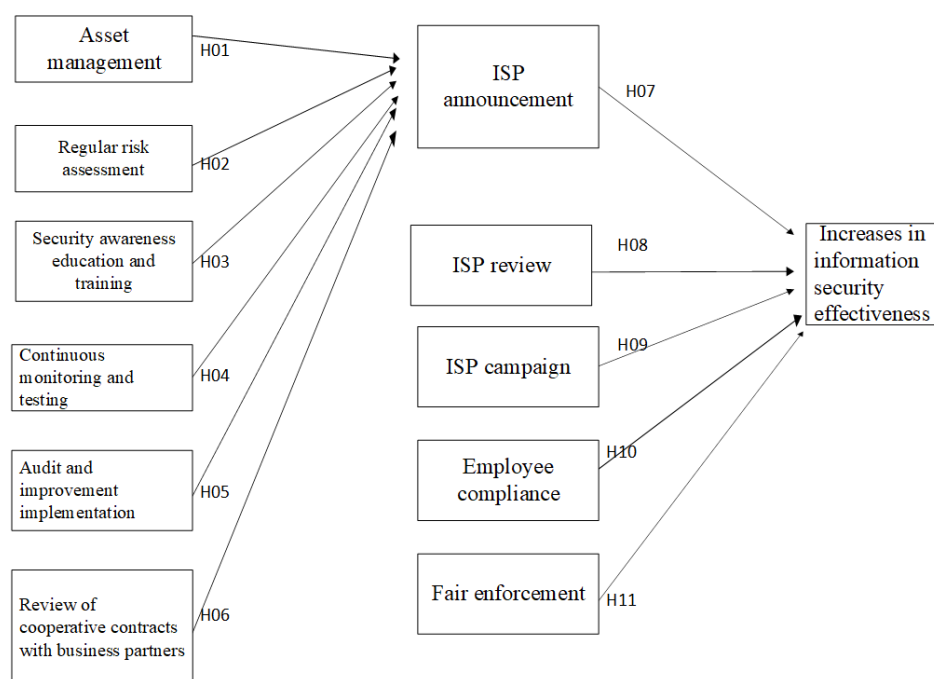 Asset
management
H01
Regular risk
assessment
H02
Security awareness
education and
training
H03
Continuous
monitoring and
testing
H04
Audit and
improvement
implementation
H05
Review of
cooperative contracts
with business partners
H06
ISP
announcement
H07
ISP review
H08
ISP campaign
H09
Employee
compliance
H10
Fair enforcement
H11
Increases in
information
security
effectiveness